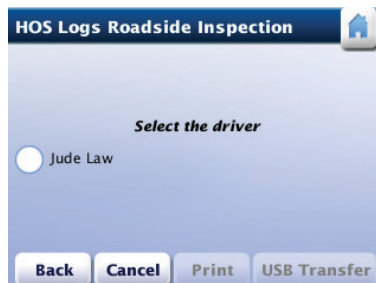 HOS Logs Roadside Inspection
Select the driver
Jude Law
Back Cancel Print USB Transfer